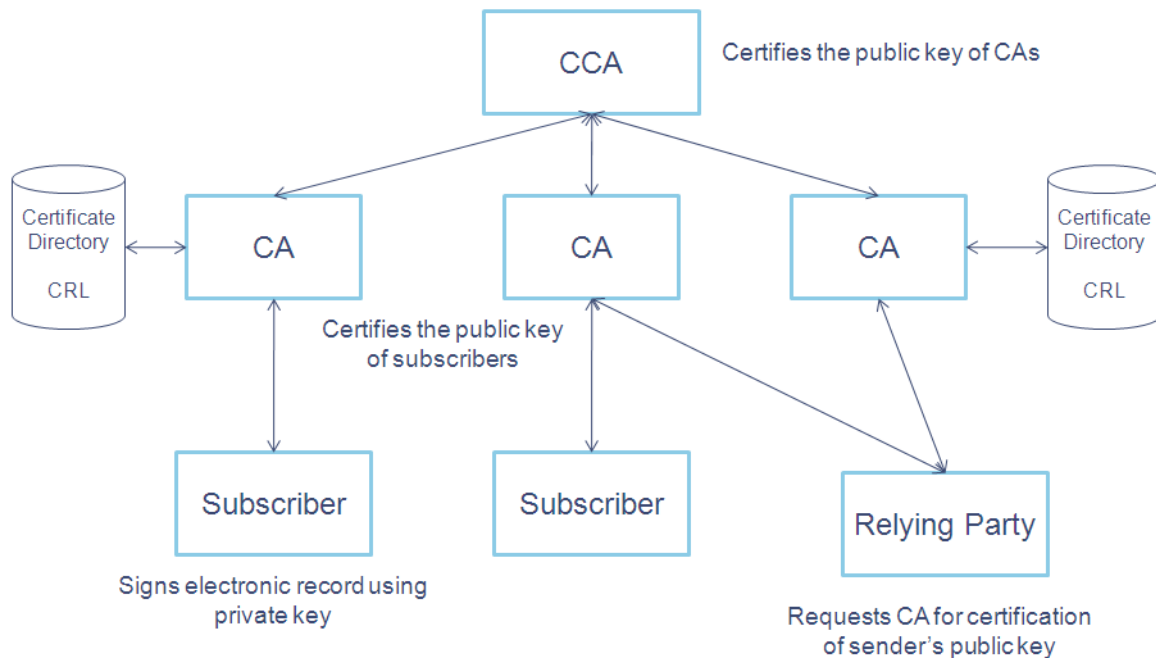 CCA
Certifies the public key of CAs
Certificate
Directory
CRL
CA
CA
CA
Certificate
Directory
CRL
Certifies the public key
of subscribers
Subscriber
Subscriber
Relying Party
Signs electronic record using
private key
Requests CA for certification
of sender's public key